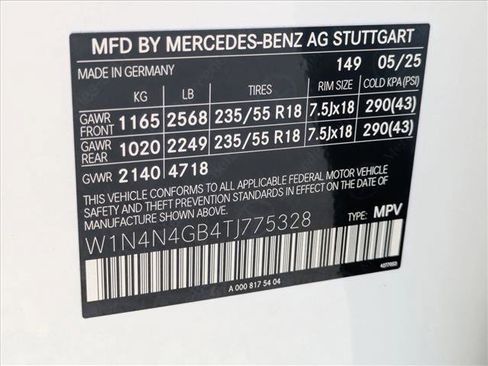 MFD BY MERCEDES-BENZ AG STUTTGART
MADE IN GERMANY 149 05/25
KG LB TIRES RIM SIZE COLD KPA(PSI)
GAWR FRONT 1165 2568 235/55 R18 7.5Jx18 290(43)
GAWR REAR 1020 2249 235/55 R18 7.5Jx18 290(43)
GVWR 2140 4718
THIS VEHICLE CONFORMS TO ALL APPLICABLE FEDERAL MOTOR VEHICLE
SAFETY AND THEFT PREVENTION STANDARDS IN EFFECT ON THE DATE OF
MANUFACTURE SHOWN ABOVE.
W1N4N4GB4TJ775328 TYPE: MPV
A 000 817 54 04